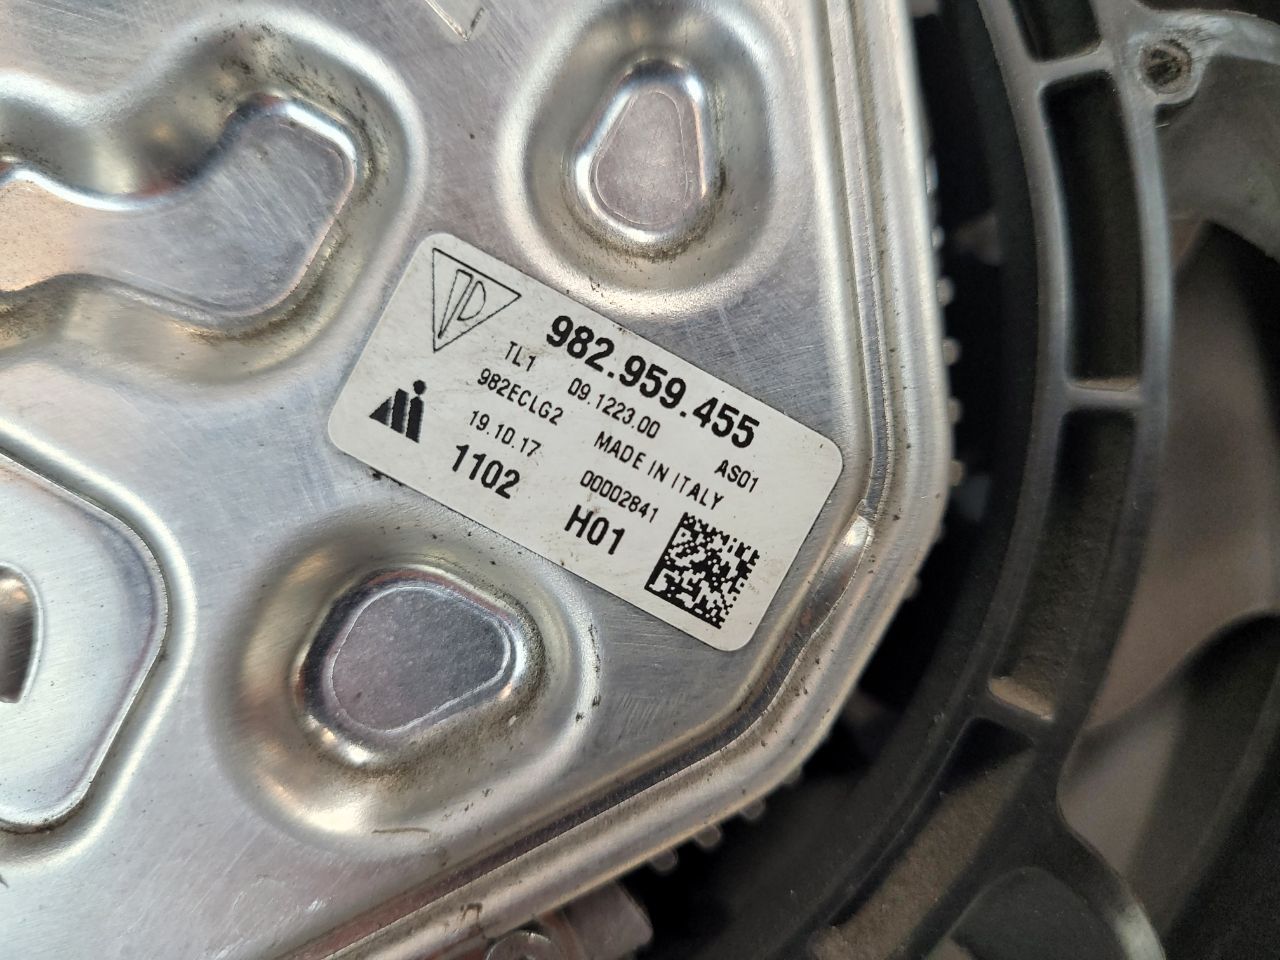 982.959.455
TL1 09.1223.00 AS01
982ECLG2 MADE IN ITALY
19.10.17 00002841
1102 H01